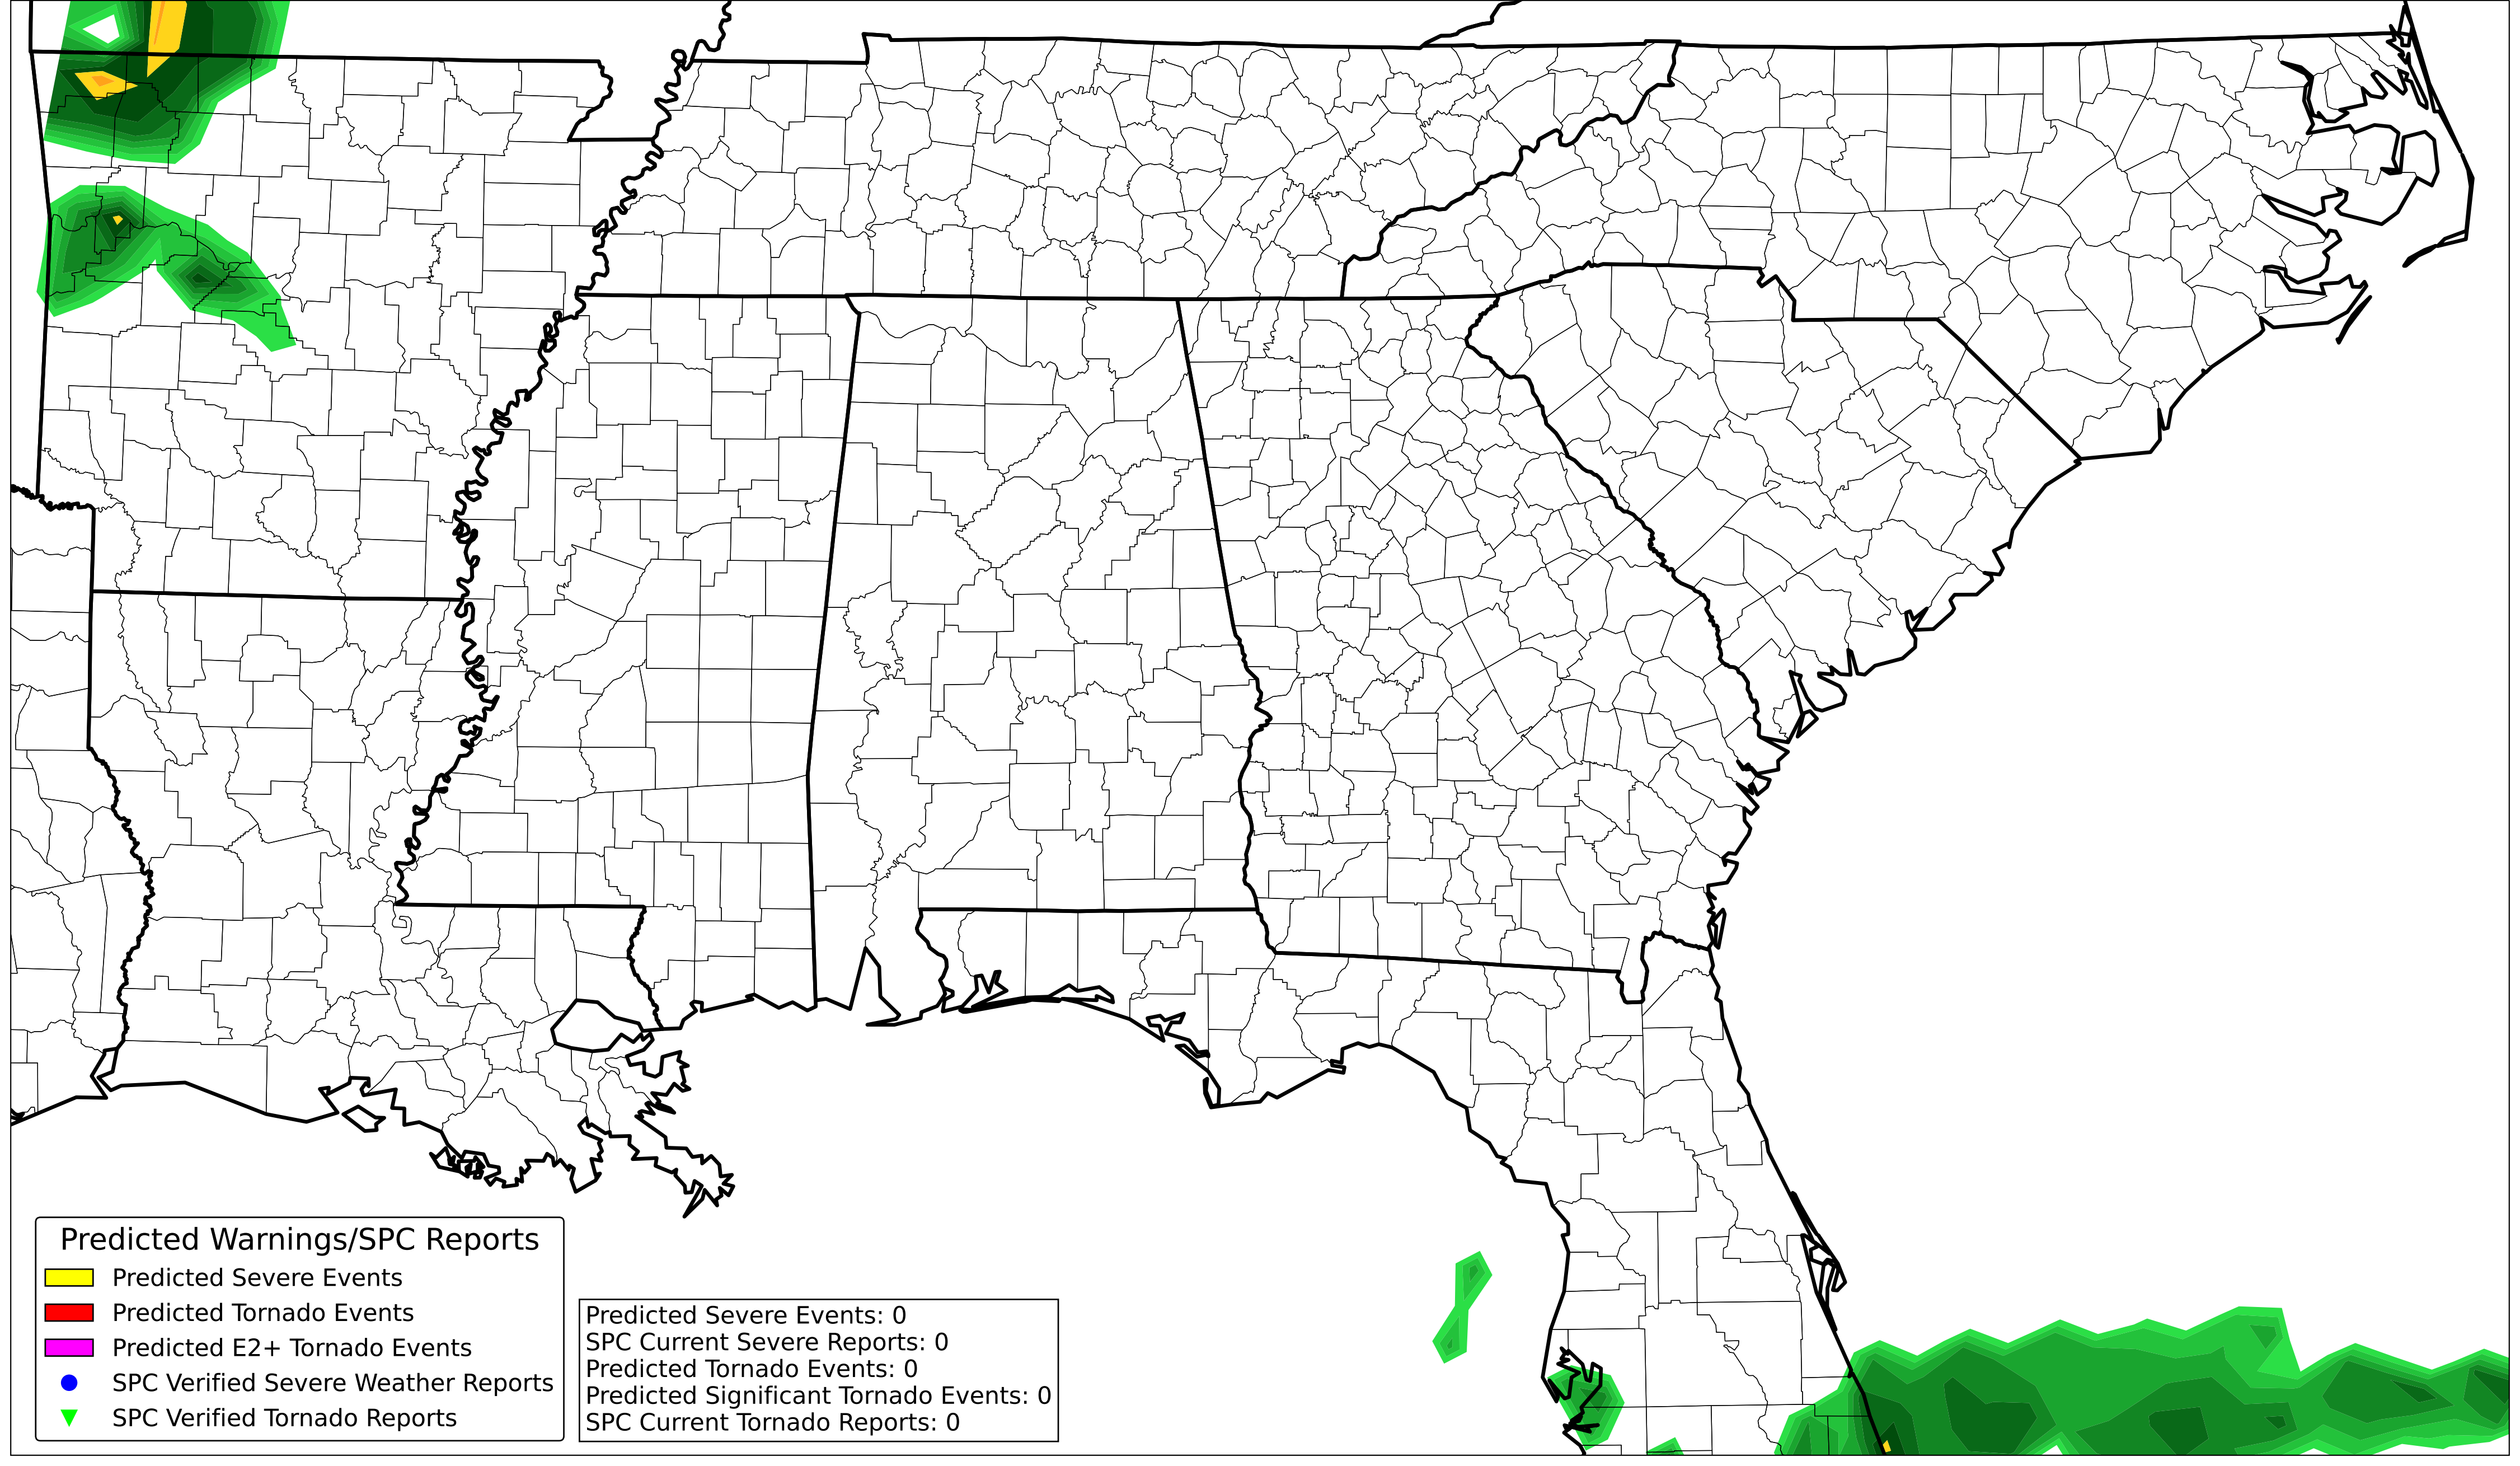 Predicted Warnings/SPC Reports
Predicted Severe Events
Predicted Tornado Events
Predicted E2+ Tornado Events
SPC Verified Severe Weather Reports
SPC Verified Tornado Reports
Predicted Severe Events: 0
SPC Current Severe Reports: 0
Predicted Tornado Events: 0
Predicted Significant Tornado Events: 0
SPC Current Tornado Reports: 0